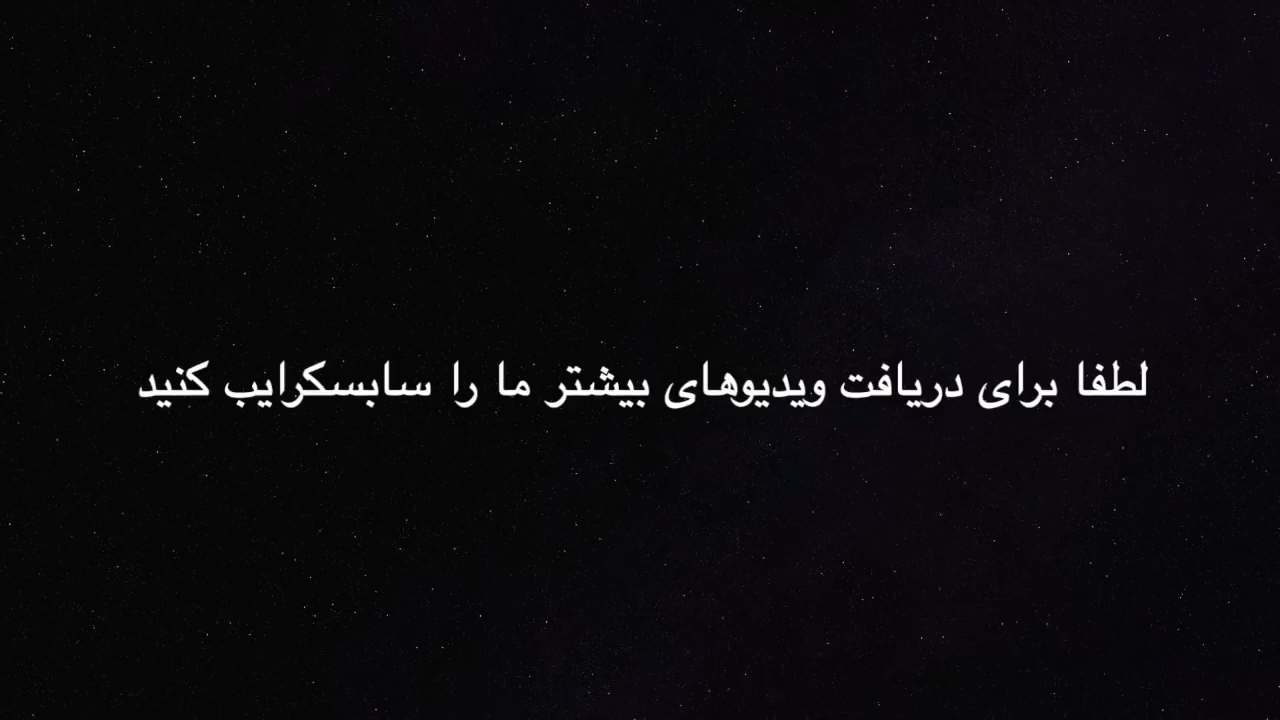 لطفا برای دریافت ویدیوهای بیشتر ما را سابسکرایب کنید